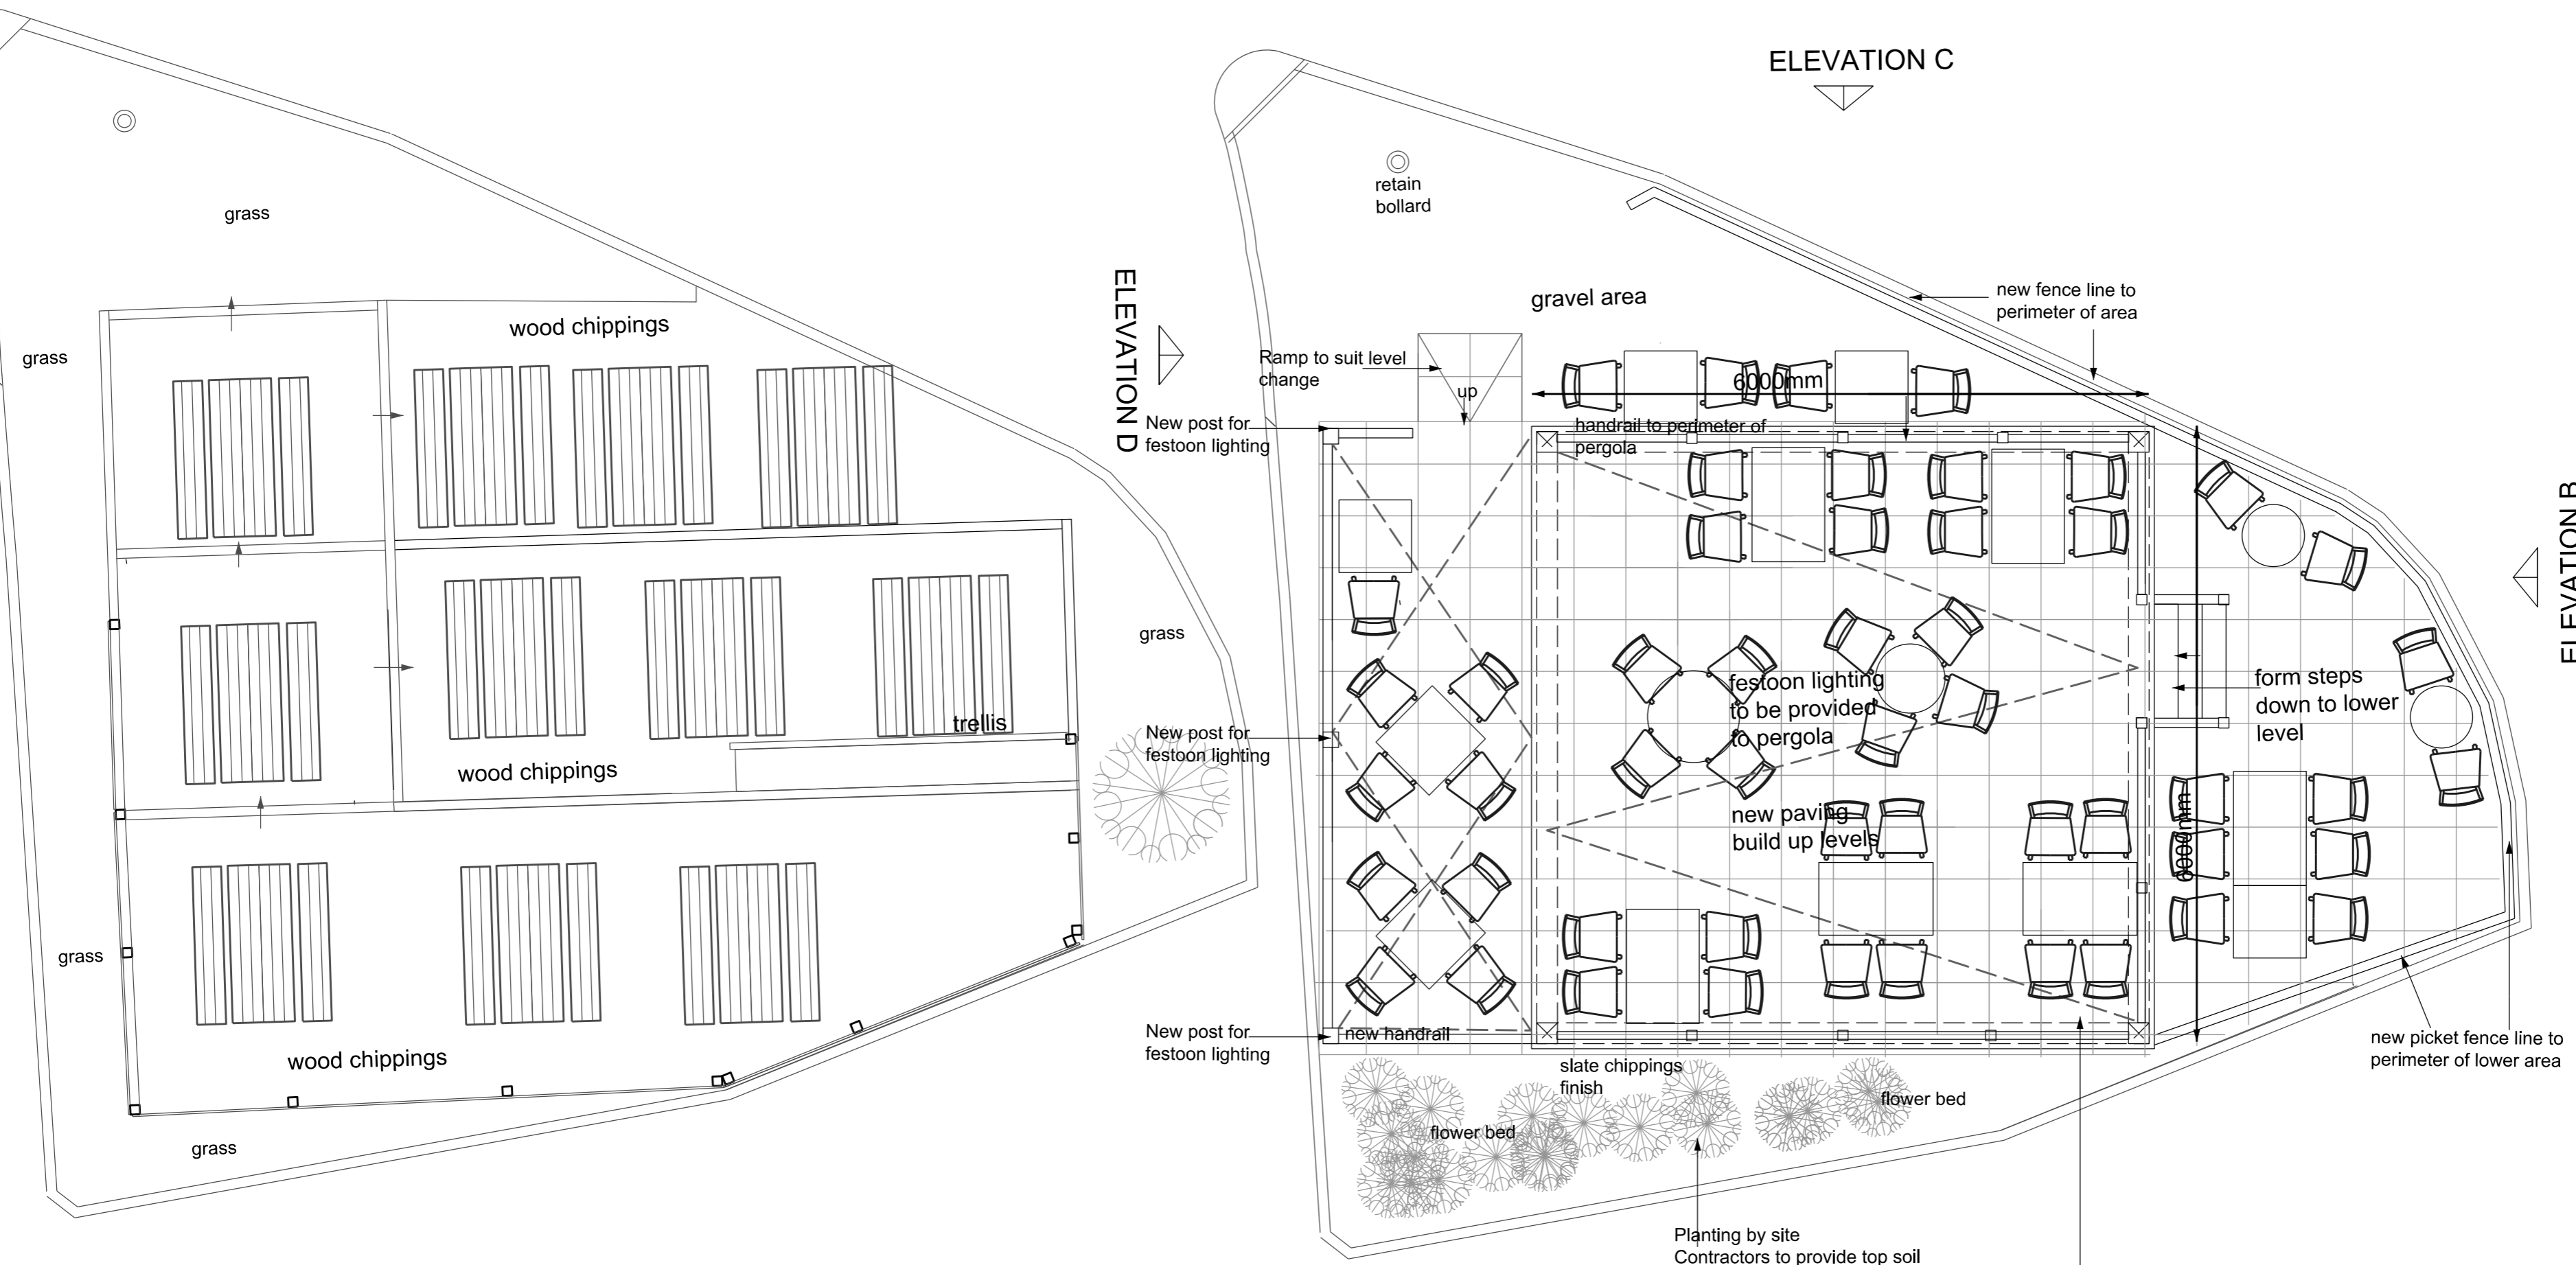 grass
grass
wood chippings
trellis
wood chippings
grass
grass
wood chippings
grass
ELEVATION C
ELEVATION D
ELEVATION B
retain
bollard
gravel area
new fence line to
perimeter of area
Ramp to suit level
change
up
6000mm
New post for
festoon lighting
handrail to perimeter of
pergola
festoon lighting
to be provided
to pergola
form steps
down to lower
level
New post for
festoon lighting
new paving
build up levels
6000mm
New post for
festoon lighting
new handrail
new picket fence line to
perimeter of lower area
slate chippings
finish
flower bed
flower bed
Planting by site
Contractors to provide top soil